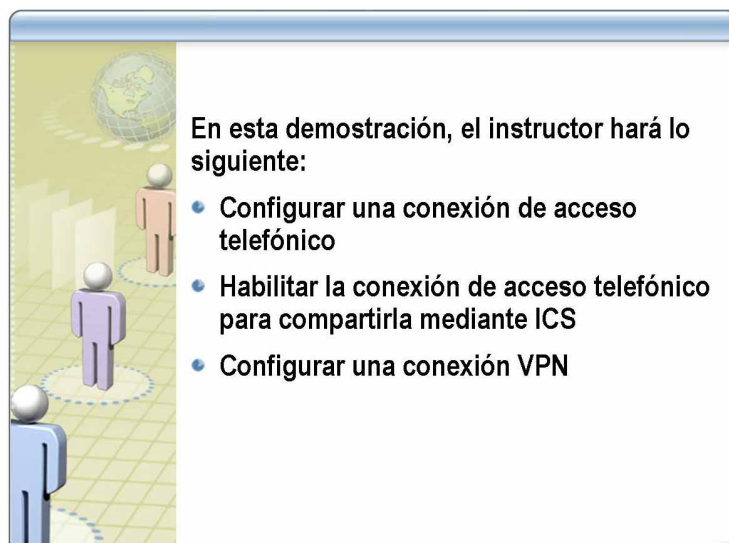 En esta demostración, el instructor hará lo
siguiente:
Configurar una conexión de acceso
telefónico
Habilitar la conexión de acceso telefónico
para compartirla mediante ICS
Configurar una conexión VPN